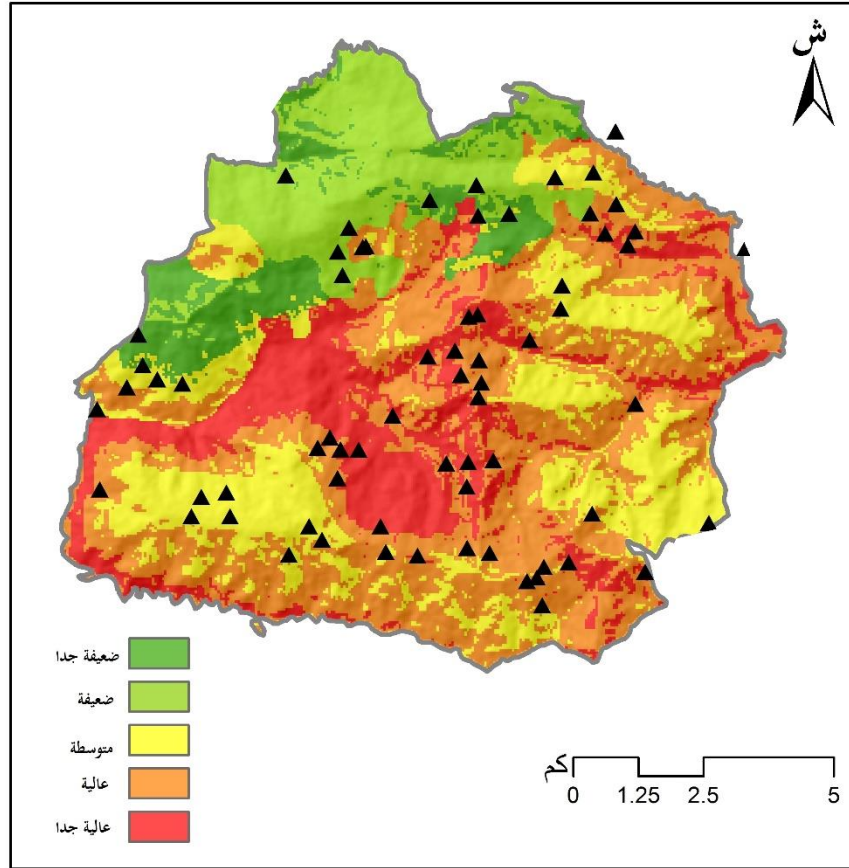 ش
ضعيفة جدا
ضعيفة
متوسطة
عالية
عالية جدا
كم
0 1.25 2.5 5